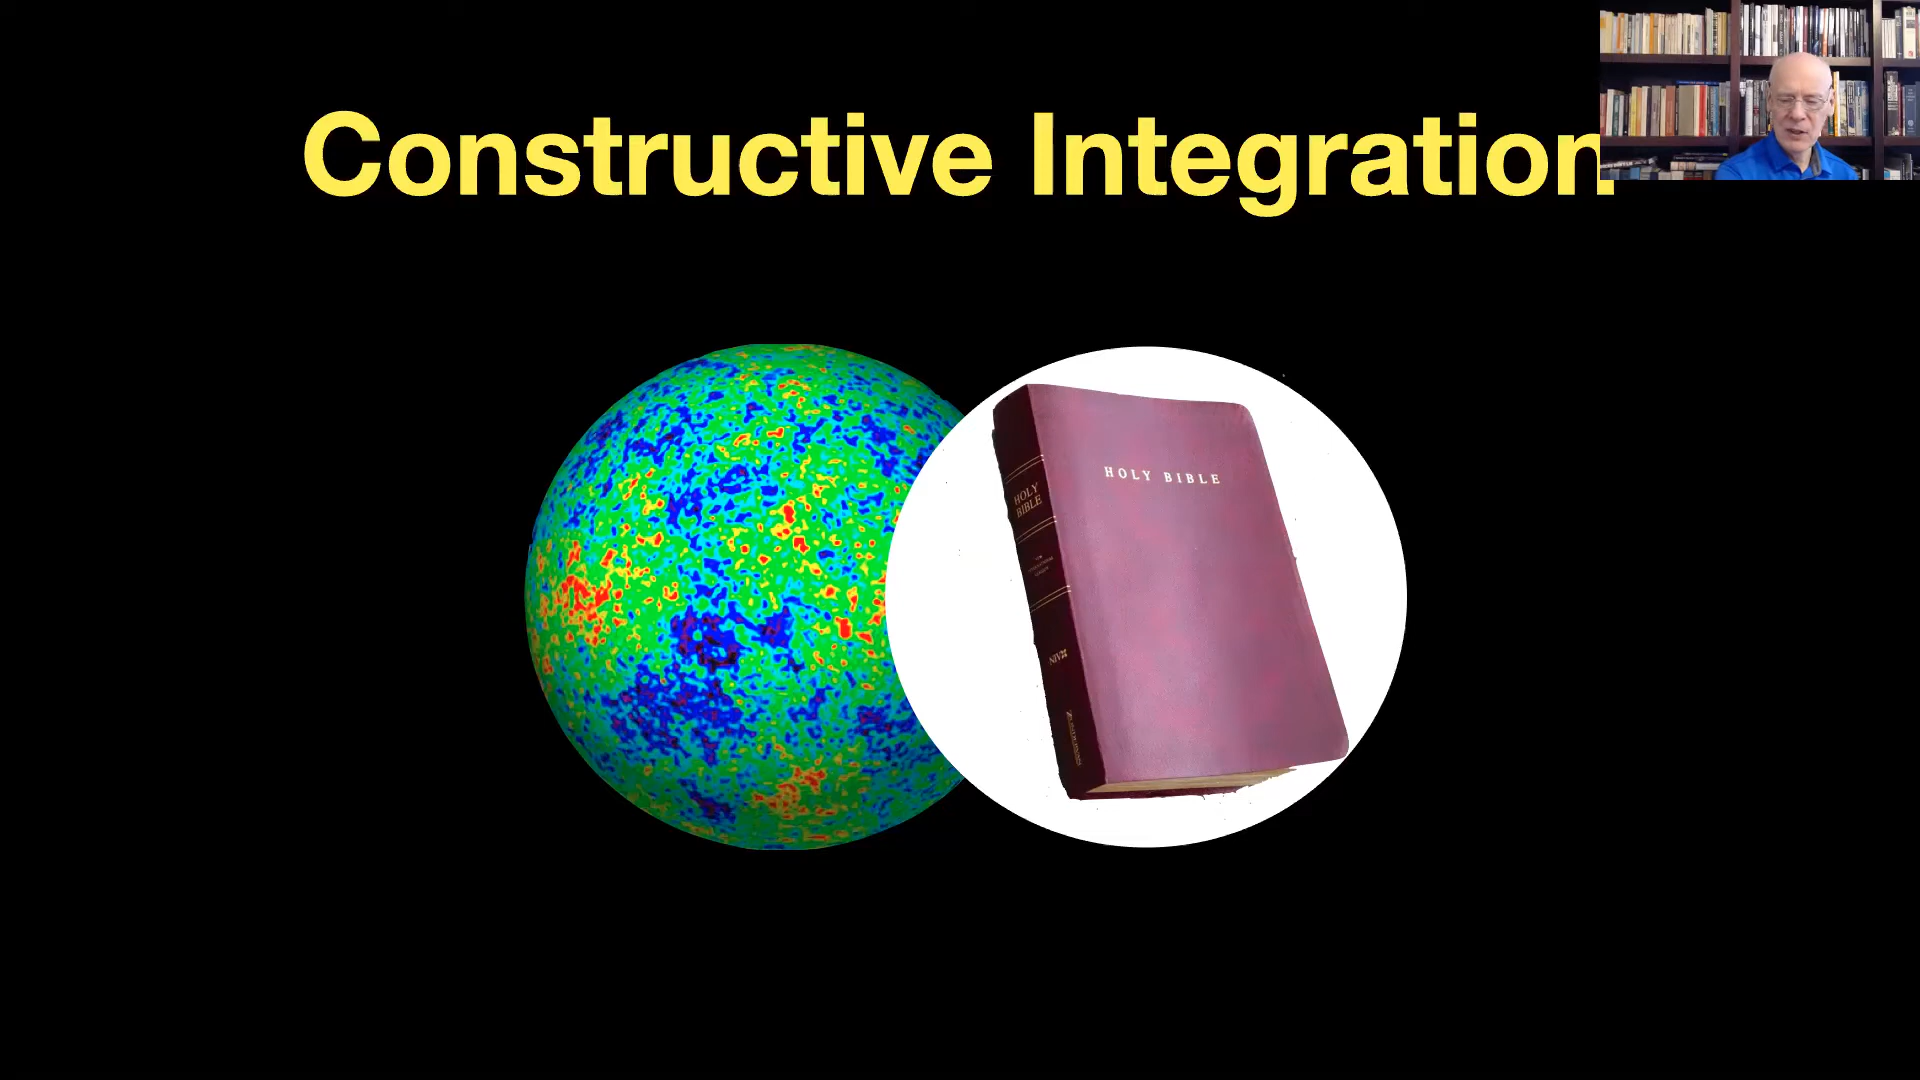 Constructive Integration
HOLY BIBLE
HOLY
BIBLE
NIV